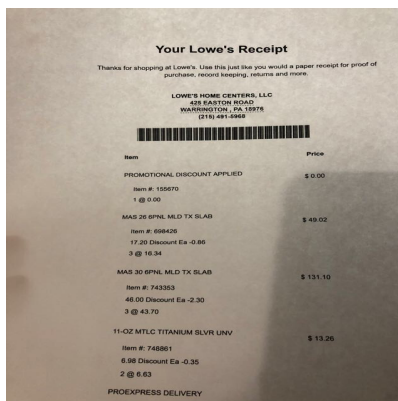 Your Lowe's Receipt
Thanks for shopping at Lowe's. Use this just like you would a paper receipt for proof of
purchase, record keeping, returns and more.
LOWE'S HOME CENTERS, LLC
425 EASTON ROAD
WARRINGTON , PA 18976
(215) 491-5968
Item Price
PROMOTIONAL DISCOUNT APPLIED $ 0.00
Item #: 155670
1 @ 0.00
MAS 26 6PNL MLD TX SLAB $ 49.02
Item #: 698426
17.20 Discount Ea -0.86
3 @ 16.34
MAS 30 6PNL MLD TX SLAB $ 131.10
Item #: 743353
46.00 Discount Ea -2.30
3 @ 43.70
11-OZ MTLC TITANIUM SLVR UNV $ 13.26
Item #: 748861
6.98 Discount Ea -0.35
2 @ 6.63
PROEXPRESS DELIVERY